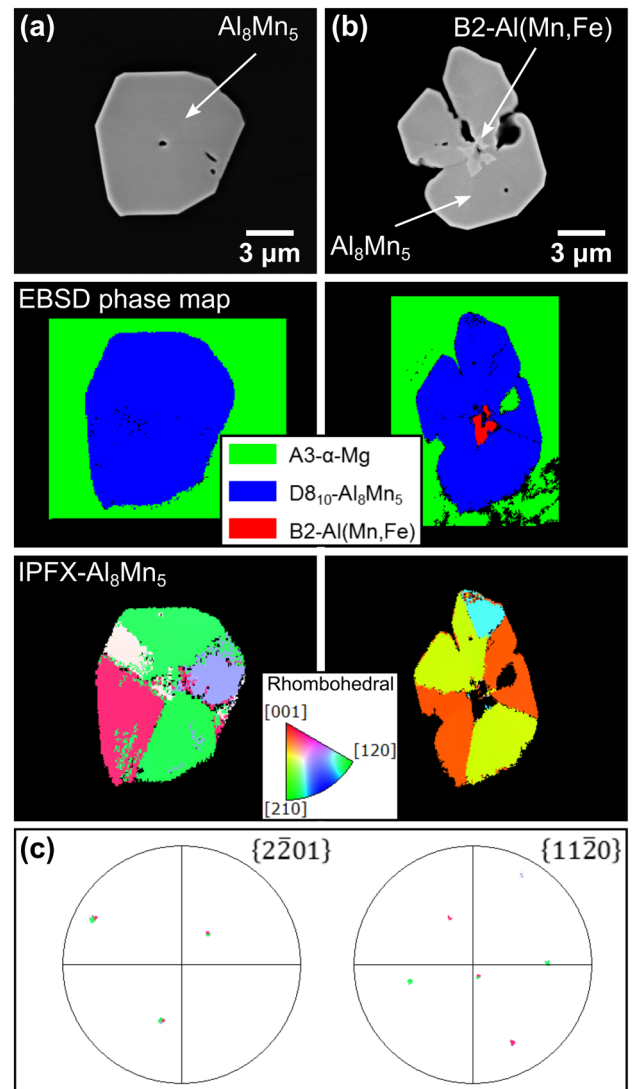 (a)
Al₈Mn₅
3 µm
(b)
B2-Al(Mn,Fe)
Al₈Mn₅
3 µm
EBSD phase map
A3-α-Mg
D8₁₀-Al₈Mn₅
B2-Al(Mn,Fe)
IPFX-Al₈Mn₅
Rhombohedral
[001]
[120]
[210]
(c)
{22̄01}
{112̄0}